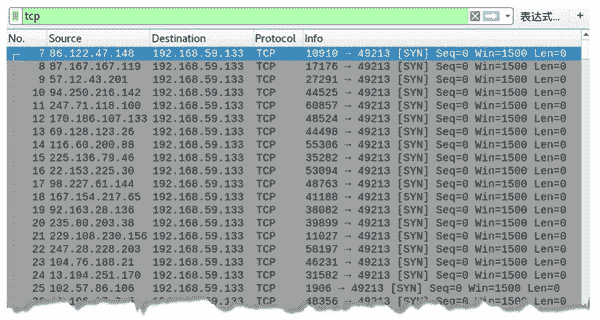 tcp 表达式… +
No. Source Destination Protocol Info
7 86.122.47.148 192.168.59.133 TCP 10910 → 49213 [SYN] Seq=0 Win=1500 Len=0
8 87.167.167.119 192.168.59.133 TCP 17176 → 49213 [SYN] Seq=0 Win=1500 Len=0
9 57.12.43.201 192.168.59.133 TCP 27291 → 49213 [SYN] Seq=0 Win=1500 Len=0
10 94.250.216.142 192.168.59.133 TCP 44525 → 49213 [SYN] Seq=0 Win=1500 Len=0
11 247.71.118.100 192.168.59.133 TCP 60857 → 49213 [SYN] Seq=0 Win=1500 Len=0
12 170.186.107.133 192.168.59.133 TCP 48524 → 49213 [SYN] Seq=0 Win=1500 Len=0
13 69.128.123.26 192.168.59.133 TCP 44498 → 49213 [SYN] Seq=0 Win=1500 Len=0
14 116.60.200.88 192.168.59.133 TCP 55306 → 49213 [SYN] Seq=0 Win=1500 Len=0
15 225.136.79.46 192.168.59.133 TCP 35282 → 49213 [SYN] Seq=0 Win=1500 Len=0
16 22.153.225.30 192.168.59.133 TCP 53094 → 49213 [SYN] Seq=0 Win=1500 Len=0
17 98.227.61.144 192.168.59.133 TCP 48763 → 49213 [SYN] Seq=0 Win=1500 Len=0
18 167.154.217.65 192.168.59.133 TCP 41188 → 49213 [SYN] Seq=0 Win=1500 Len=0
19 92.163.28.136 192.168.59.133 TCP 36082 → 49213 [SYN] Seq=0 Win=1500 Len=0
20 235.80.203.38 192.168.59.133 TCP 39899 → 49213 [SYN] Seq=0 Win=1500 Len=0
21 229.108.230.156 192.168.59.133 TCP 11027 → 49213 [SYN] Seq=0 Win=1500 Len=0
22 247.28.228.203 192.168.59.133 TCP 58197 → 49213 [SYN] Seq=0 Win=1500 Len=0
23 104.76.188.21 192.168.59.133 TCP 46231 → 49213 [SYN] Seq=0 Win=1500 Len=0
24 13.194.251.170 192.168.59.133 TCP 31582 → 49213 [SYN] Seq=0 Win=1500 Len=0
25 102.57.86.106 192.168.59.133 TCP 1906 → 49213 [SYN] Seq=0 Win=1500 Len=0
192.168.59.133 TCP 48356 → 49213 [SYN] Seq=0 Win=1500 Len=0